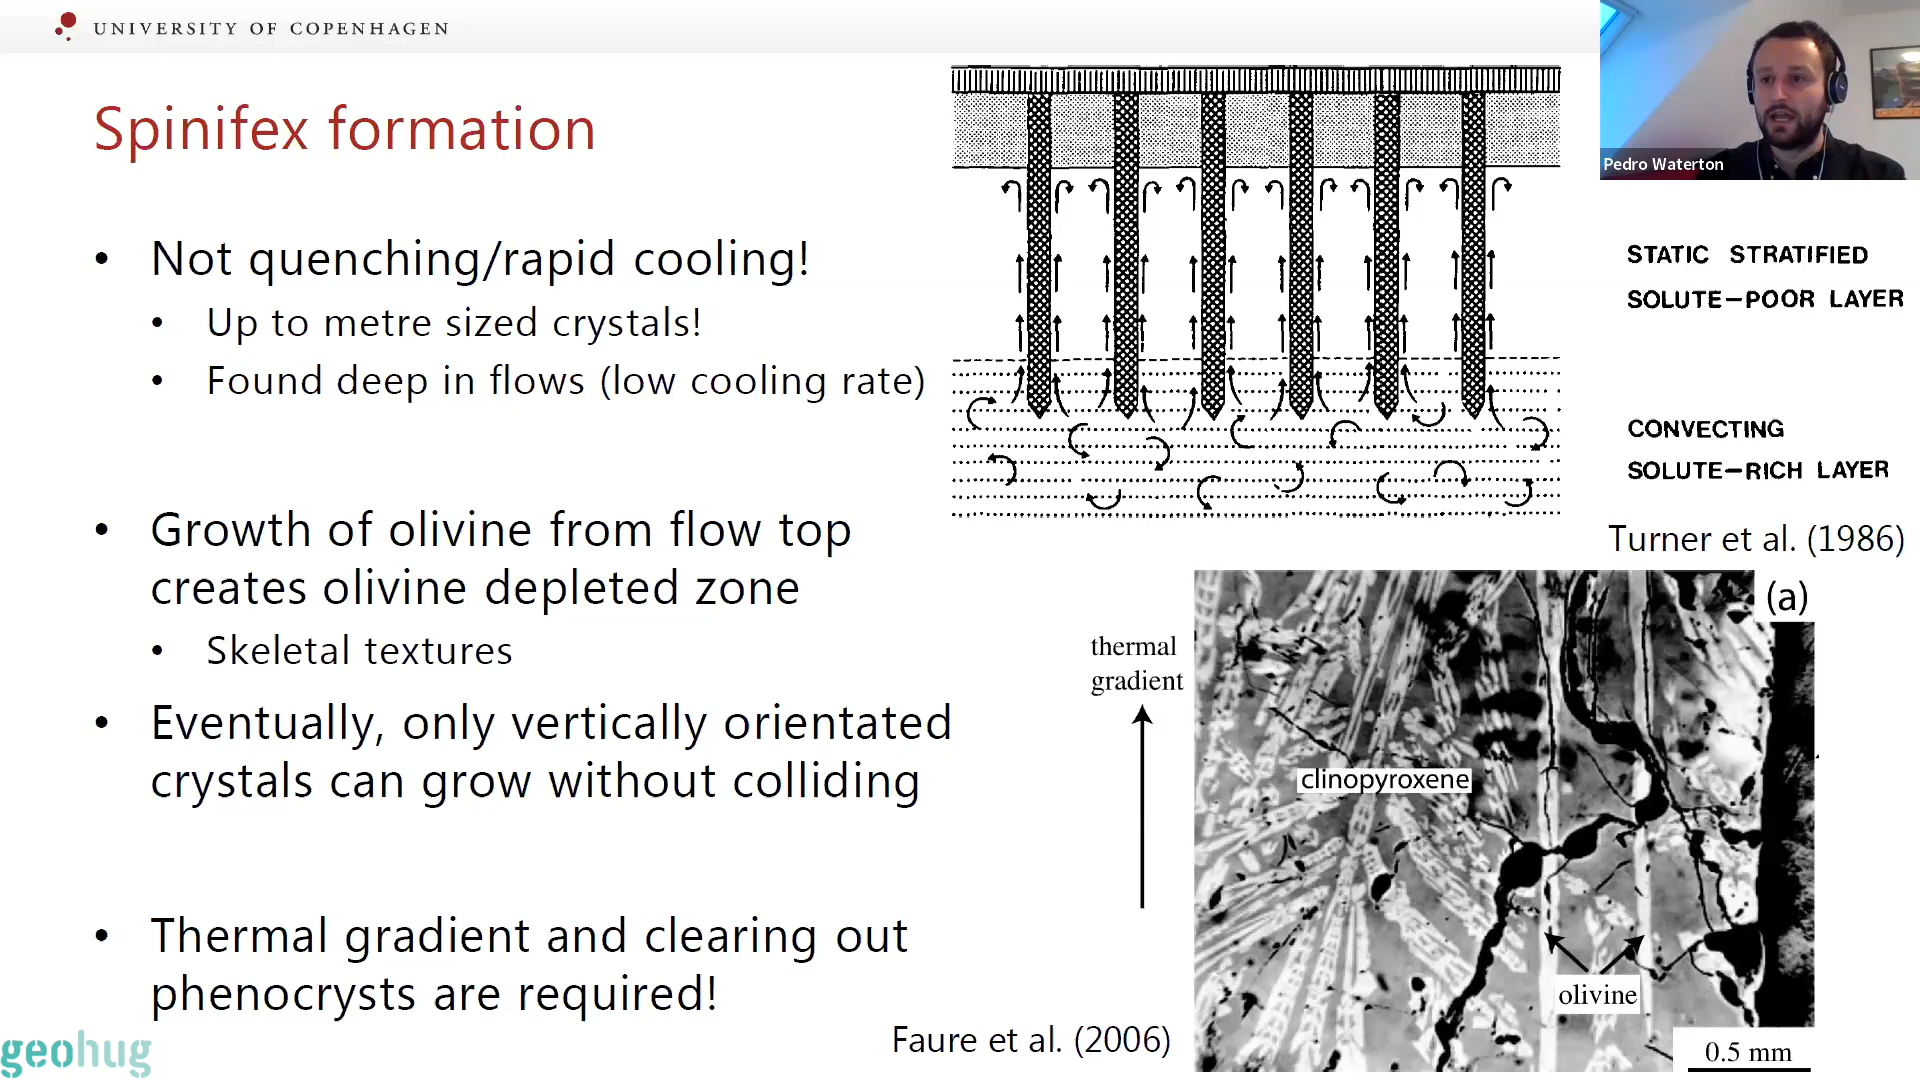 UNIVERSITY OF COPENHAGEN
Spinifex formation
• Not quenching/rapid cooling!
• Up to metre sized crystals!
• Found deep in flows (low cooling rate)
• Growth of olivine from flow top
creates olivine depleted zone
• Skeletal textures
• Eventually, only vertically orientated
crystals can grow without colliding
• Thermal gradient and clearing out
phenocrysts are required!
geohug
Pedro Waterton
STATIC STRATIFIED
SOLUTE-POOR LAYER
CONVECTING
SOLUTE-RICH LAYER
Turner et al. (1986)
(a)
thermal
gradient
clinopyroxene
olivine
0.5 mm
Faure et al. (2006)